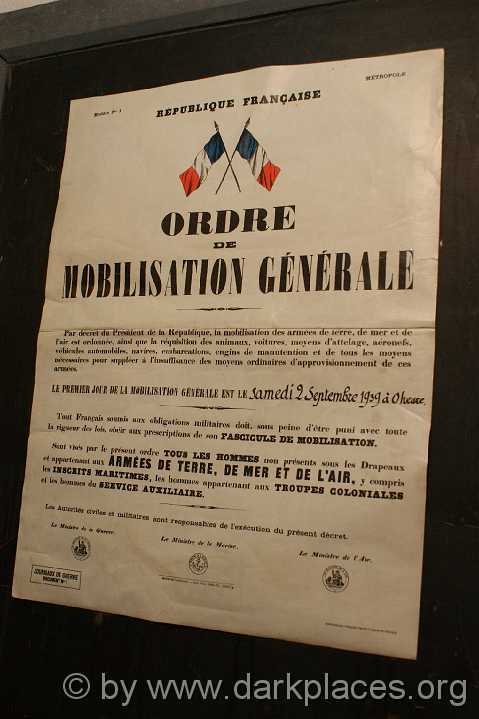 Modèle Nº 1
MÉTROPOLE
RÉPUBLIQUE FRANÇAISE
ORDRE
DE
MOBILISATION GÉNÉRALE
Par décret du Président de la République, la mobilisation des armées de terre, de mer et de
l'air est ordonnée, ainsi que la réquisition des animaux, voitures, moyens d'attelage, aéronefs,
véhicules automobiles, navires, embarcations, engins de manutention et de tous les moyens
nécessaires pour suppléer à l'insuffisance des moyens ordinaires d'approvisionnement de ces
armées.
LE PREMIER JOUR DE LA MOBILISATION GÉNÉRALE EST LE Samedi 2 Septembre 1939 à 0 heure.
Tout Français soumis aux obligations militaires doit, sous peine d'être puni avec toute
la rigueur des lois, obéir aux prescriptions de son FASCICULE DE MOBILISATION.
Sont visés par le présent ordre TOUS LES HOMMES non présents sous les Drapeaux
et appartenant aux ARMÉES DE TERRE, DE MER ET DE L'AIR, y compris
les INSCRITS MARITIMES, les hommes appartenant aux TROUPES COLONIALES
et les hommes du SERVICE AUXILIAIRE.
Les Autorités civiles et militaires sont responsables de l'exécution du présent décret.
Le Ministre de la Guerre.
Le Ministre de la Marine.
Le Ministre de l'Air.
JOURNAUX DE GUERRE
DOCUMENT Nº 1
© by www.darkplaces.org